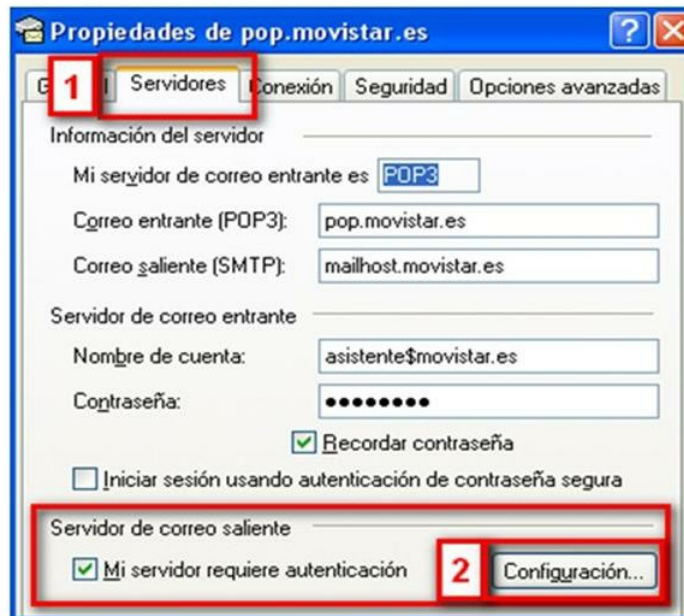 Propiedades de pop.movistar.es
1 Servidores Conexión Seguridad Opciones avanzadas
Información del servidor
Mi servidor de correo entrante es POP3
Correo entrante (POP3): pop.movistar.es
Correo saliente (SMTP): mailhost.movistar.es
Servidor de correo entrante
Nombre de cuenta: asistente$movistar.es
Contraseña: ••••••••
Recordar contraseña
Iniciar sesión usando autenticación de contraseña segura
Servidor de correo saliente
Mi servidor requiere autenticación 2 Configuración...